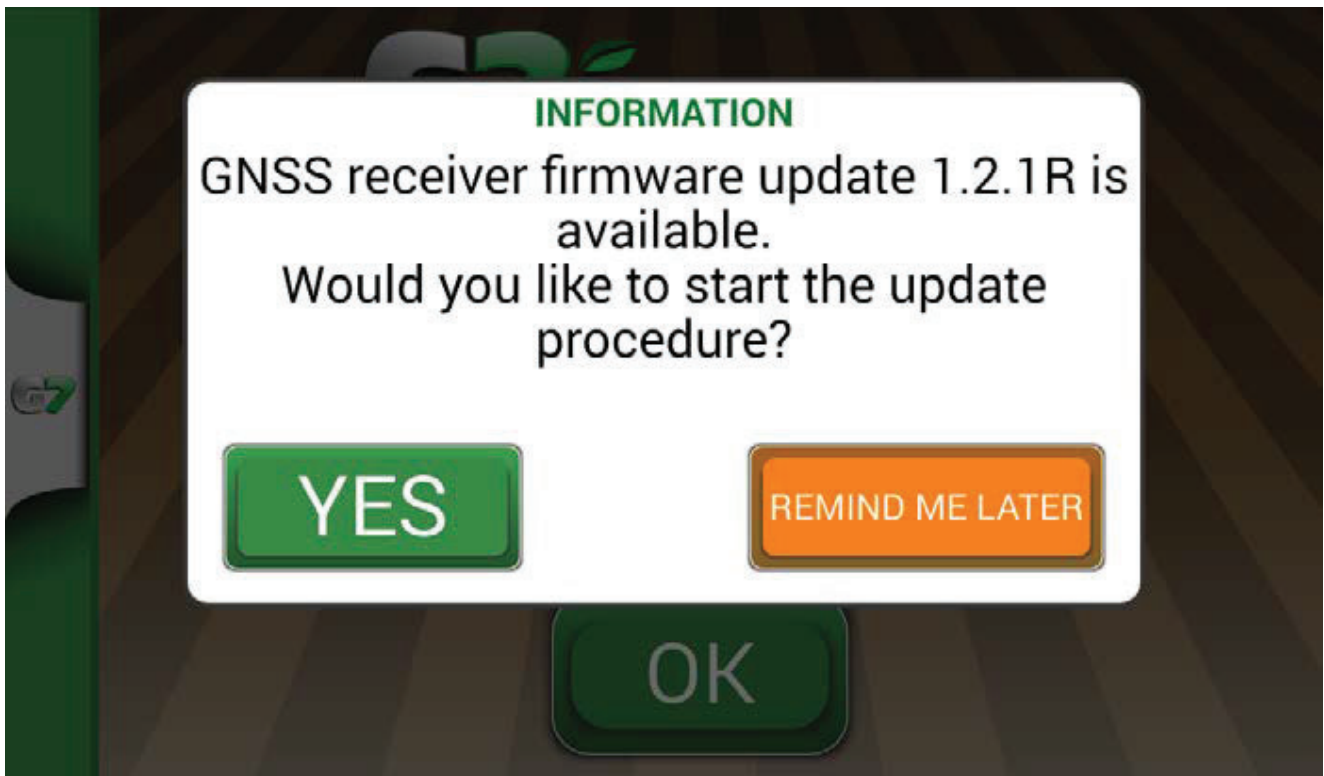 INFORMATION
GNSS receiver firmware update 1.2.1R is
available.
Would you like to start the update
procedure?
YES
REMIND ME LATER
OK
G7